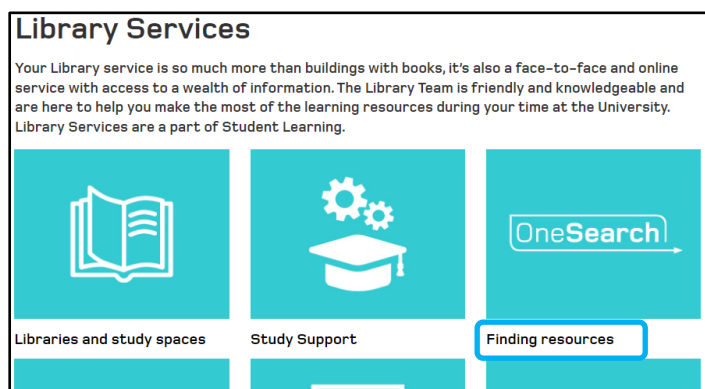 Library Services
Your Library service is so much more than buildings with books, it's also a face-to-face and online
service with access to a wealth of information. The Library Team is friendly and knowledgeable and
are here to help you make the most of the learning resources during your time at the University.
Library Services are a part of Student Learning.
OneSearch
Libraries and study spaces
Study Support
Finding resources